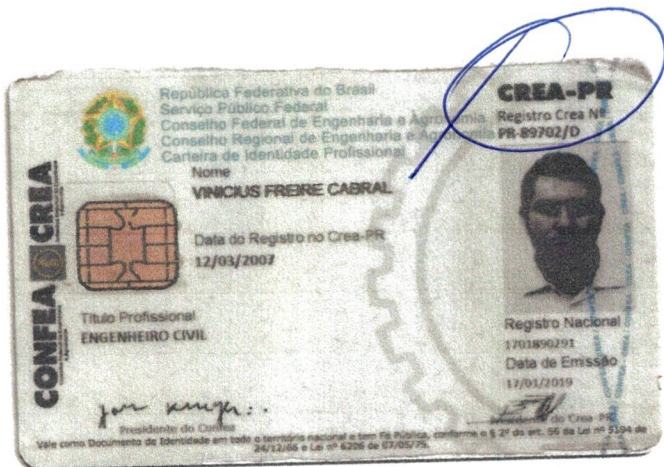 República Federativa do Brasil
Serviço Público Federal
Conselho Federal de Engenharia e Agronomia
Conselho Regional de Engenharia e Agronomia
Carteira de Identidade Profissional
Nome
VINICIUS FREIRE CABRAL
Data do Registro no Crea-PR
12/03/2007
Título Profissional
ENGENHEIRO CIVIL
Presidente do Confea
CONFEA CREA
CREA-PR
Registro Crea Nº
PR-89702/D
Registro Nacional
1701890291
Data de Emissão
17/01/2019
Presidente do Crea-PR
Vale como Documento de Identidade em todo o território nacional e tem Fé Pública, conforme o § 2º do art. 56 da Lei nº 5194 de
24/12/66 e Lei nº 6206 de 07/05/75.